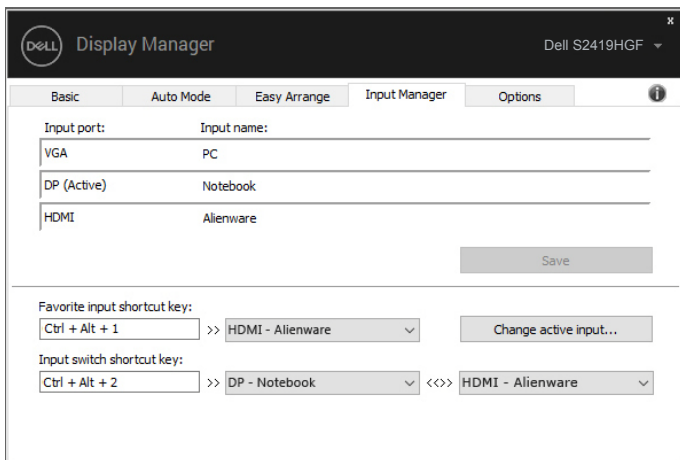 x
DELL Display Manager Dell S2419HGF
Basic Auto Mode Easy Arrange Input Manager Options i
Input port: Input name:
VGA PC
DP (Active) Notebook
HDMI Alienware
Save
Favorite input shortcut key:
Ctrl + Alt + 1 >> HDMI - Alienware Change active input...
Input switch shortcut key:
Ctrl + Alt + 2 >> DP - Notebook <<>> HDMI - Alienware